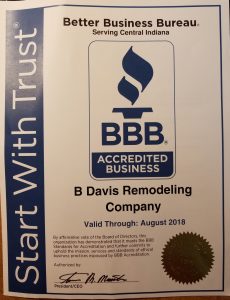 Start With Trust®
Better Business Bureau®
Serving Central Indiana
BBB®
ACCREDITED
BUSINESS
B Davis Remodeling
Company
Valid Through: August 2018
By affirmative vote of the Board of Directors, this
organization has demonstrated that it meets the BBB
standards for Accreditation and further commits to
uphold the mission, services and standards of ethical
business practices espoused by BBB Accreditation.
Authorized by:
President/CEO